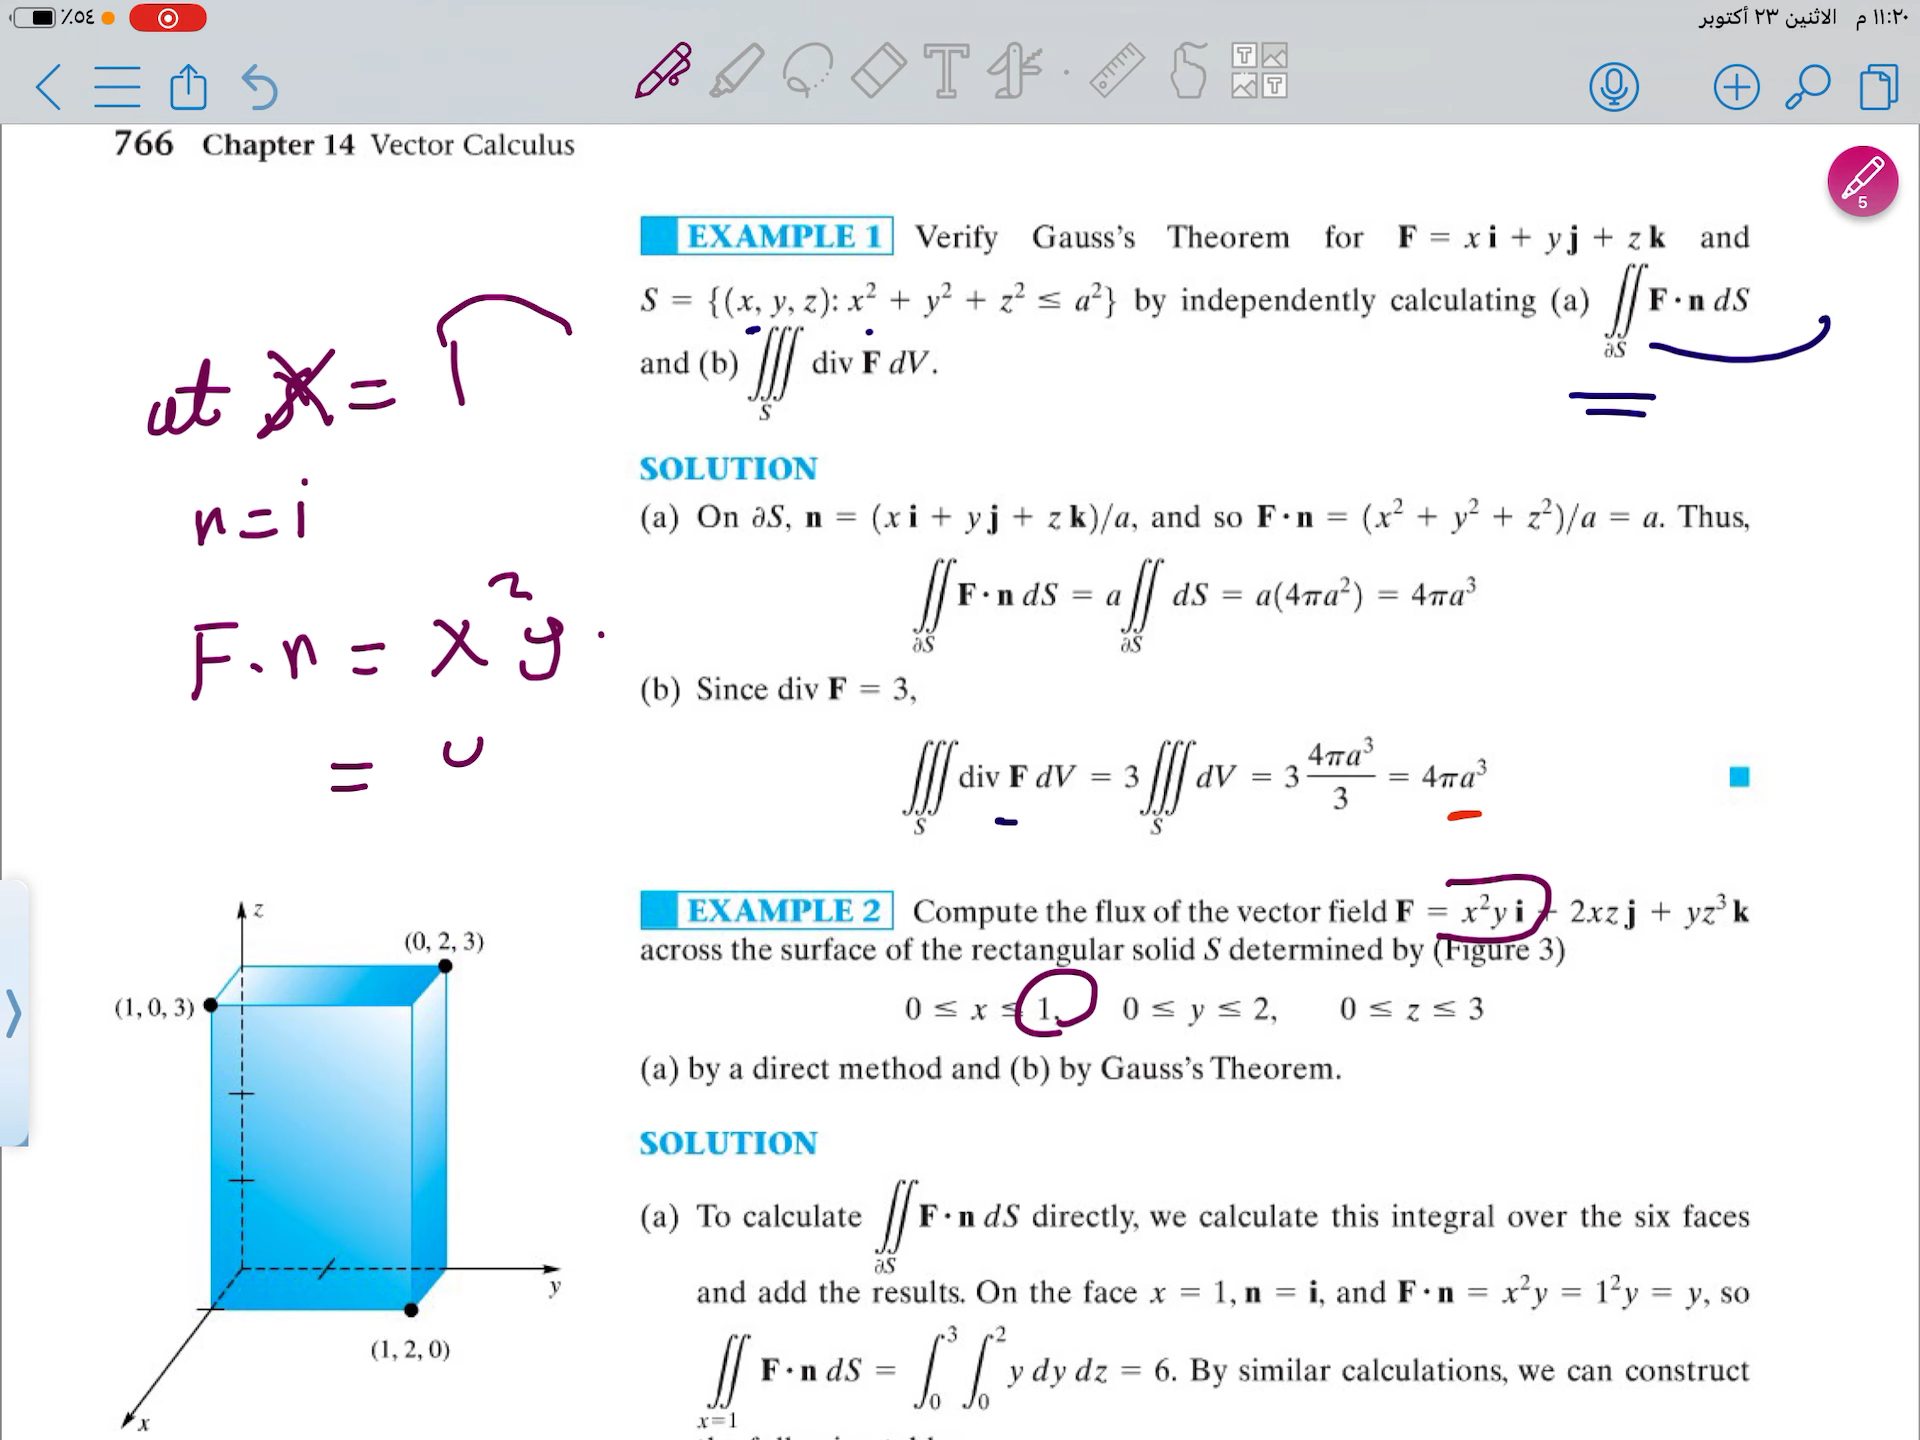 ٪٥٤
١١:٢٠ م الاثنين ٢٣ أكتوبر
5
766 Chapter 14 Vector Calculus
EXAMPLE 1 Verify Gauss's Theorem for F = x i + y j + z k and
S = {(x, y, z): x² + y² + z² ≤ a²} by independently calculating (a) ∬_∂S F · n dS
and (b) ∭_S div F dV.
SOLUTION
(a) On ∂S, n = (x i + y j + z k)/a, and so F · n = (x² + y² + z²)/a = a. Thus,
∬_∂S F · n dS = a ∬_∂S dS = a(4πa²) = 4πa³
(b) Since div F = 3,
∭_S div F dV = 3 ∭_S dV = 3 4πa³/3 = 4πa³
at x = 1
n = i
F · n = x² y
=
EXAMPLE 2 Compute the flux of the vector field F = x²y i + 2xz j + yz³ k
across the surface of the rectangular solid S determined by (Figure 3)
0 ≤ x ≤ 1, 0 ≤ y ≤ 2, 0 ≤ z ≤ 3
(a) by a direct method and (b) by Gauss's Theorem.
SOLUTION
(a) To calculate ∬_∂S F · n dS directly, we calculate this integral over the six faces
and add the results. On the face x = 1, n = i, and F · n = x²y = 1²y = y, so
∬_x=1 F · n dS = ∫₀³ ∫₀² y dy dz = 6. By similar calculations, we can construct
z
(0, 2, 3)
(1, 0, 3)
y
(1, 2, 0)
x